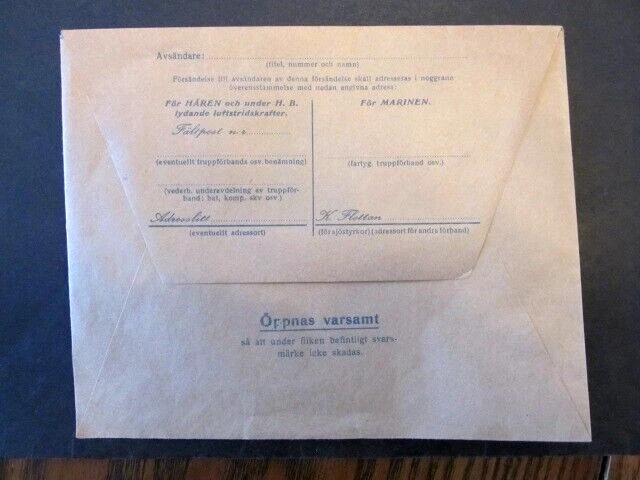 Avsändare:
(titel, nummer och namn)
Försändelse till avsändaren av denna försändelse skall adresseras i noggrann
överensstämmelse med nedan angivna adress:
För HÄREN och under H. B.
lydande luftstridskrafter.
Fältpost nr
(eventuellt truppförbands osv. benämning)
(vederb. underavdelning av truppför-
band: bat, komp. skv osv.)
Adressbitt
(eventuellt adressort)
För MARINEN.
(fartyg, truppförband osv.)
K. Flottan
(för sjöstyrkor) (adressort för andra förband)
Öppnas varsamt
så att under fliken befintligt svars-
märke icke skadas.